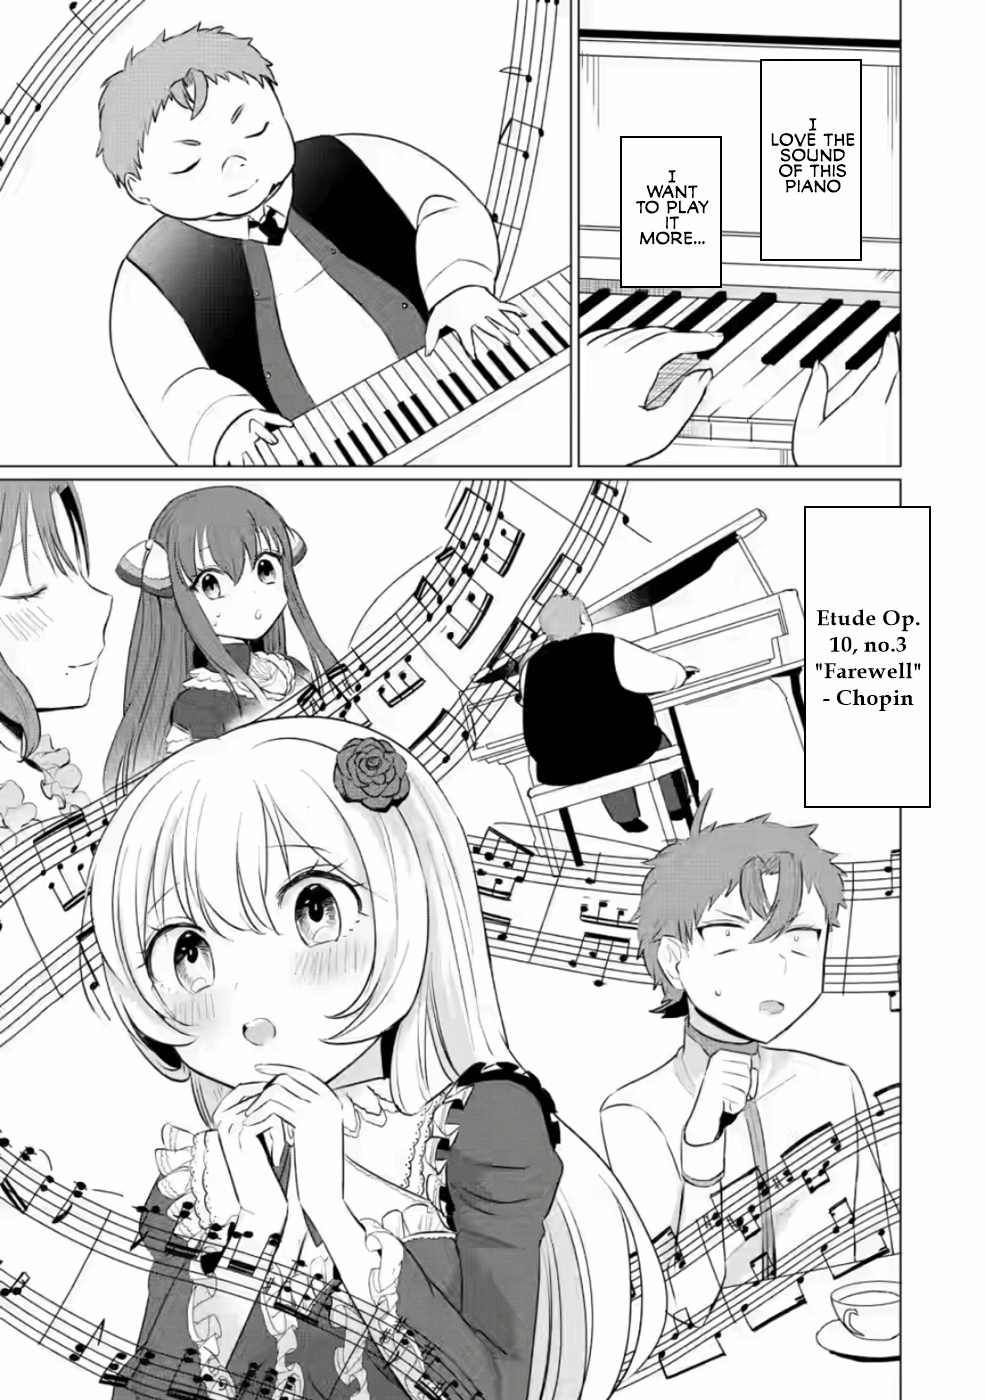 I
LOVE THE
SOUND
OF THIS
PIANO
I
WANT
TO PLAY
IT
MORE...
Etude Op.
10, no.3
"Farewell"
- Chopin